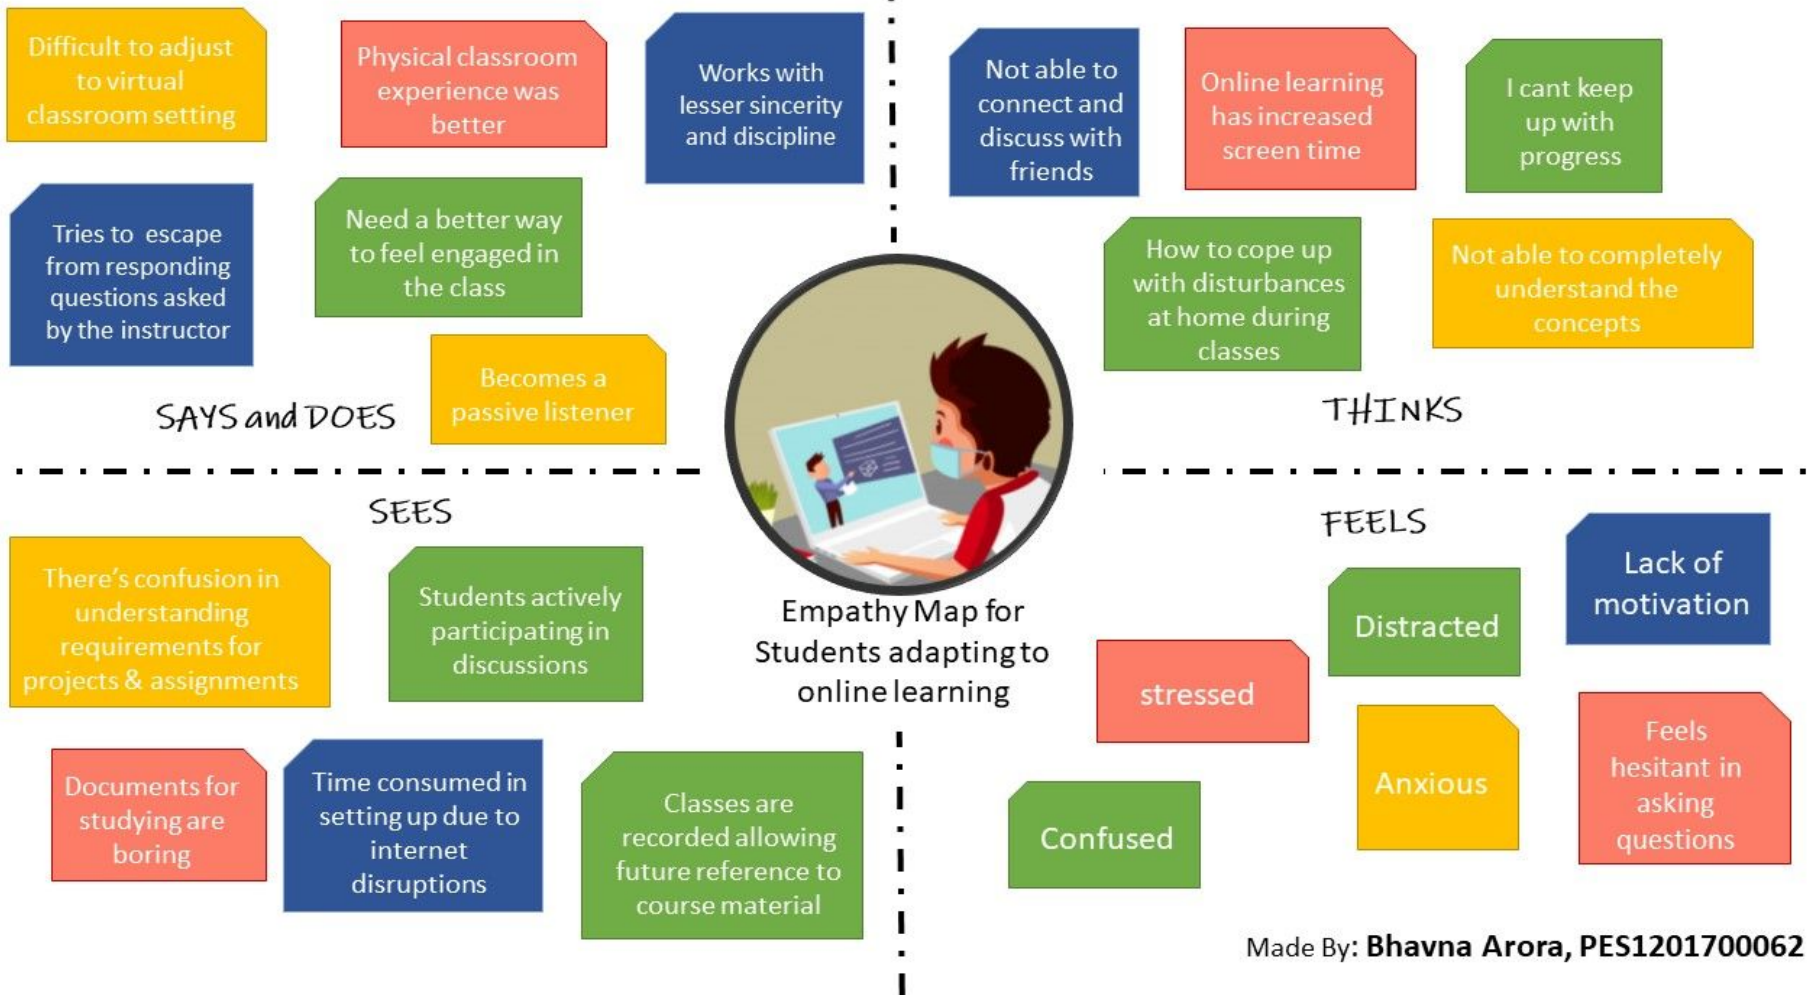 Difficult to adjust
to virtual
classroom setting
Physical classroom
experience was
better
Works with
lesser sincerity
and discipline
Tries to escape
from responding
questions asked
by the instructor
Need a better way
to feel engaged in
the class
Becomes a
passive listener
SAYS and DOES
Not able to
connect and
discuss with
friends
Online learning
has increased
screen time
I cant keep
up with
progress
How to cope up
with disturbances
at home during
classes
Not able to completely
understand the
concepts
THINKS
SEES
There's confusion in
understanding
requirements for
projects & assignments
Students actively
participating in
discussions
Documents for
studying are
boring
Time consumed in
setting up due to
internet
disruptions
Classes are
recorded allowing
future reference to
course material
Empathy Map for
Students adapting to
online learning
FEELS
Lack of
motivation
Distracted
stressed
Anxious
Feels
hesitant in
asking
questions
Confused
Made By: Bhavna Arora, PES1201700062